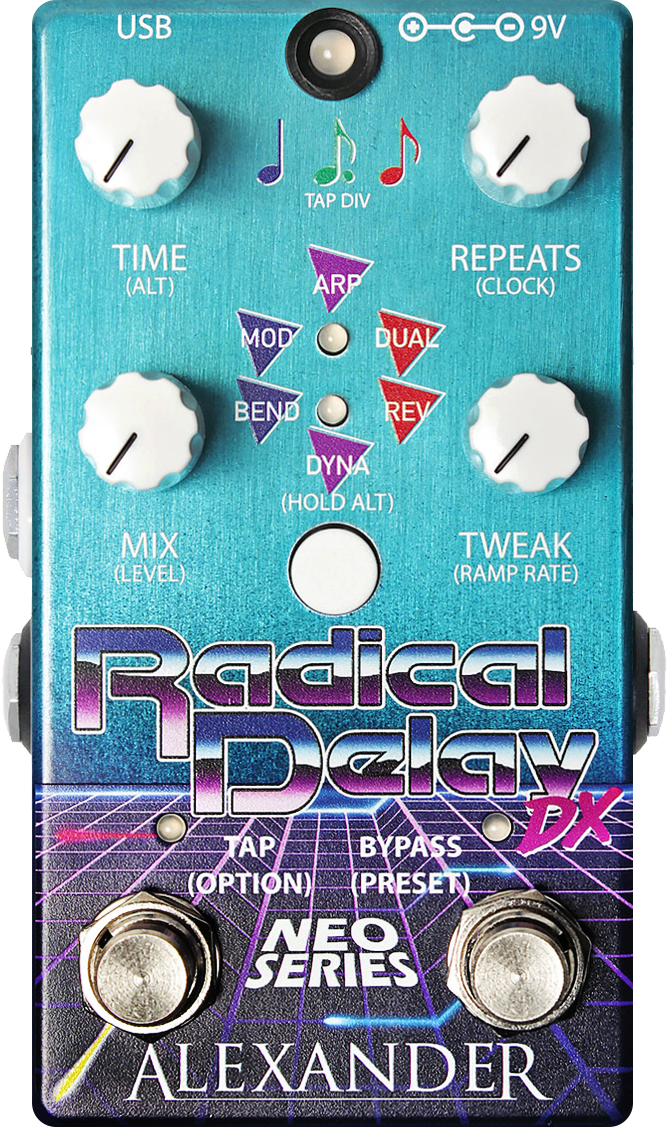 USB
9V
TAP DIV
TIME
(ALT)
REPEATS
(CLOCK)
ARP
MOD
DUAL
BEND
REV
DYNA
(HOLD ALT)
MIX
(LEVEL)
TWEAK
(RAMP RATE)
Radical
Delay
DX
TAP
(OPTION)
BYPASS
(PRESET)
NEO
SERIES
ALEXANDER